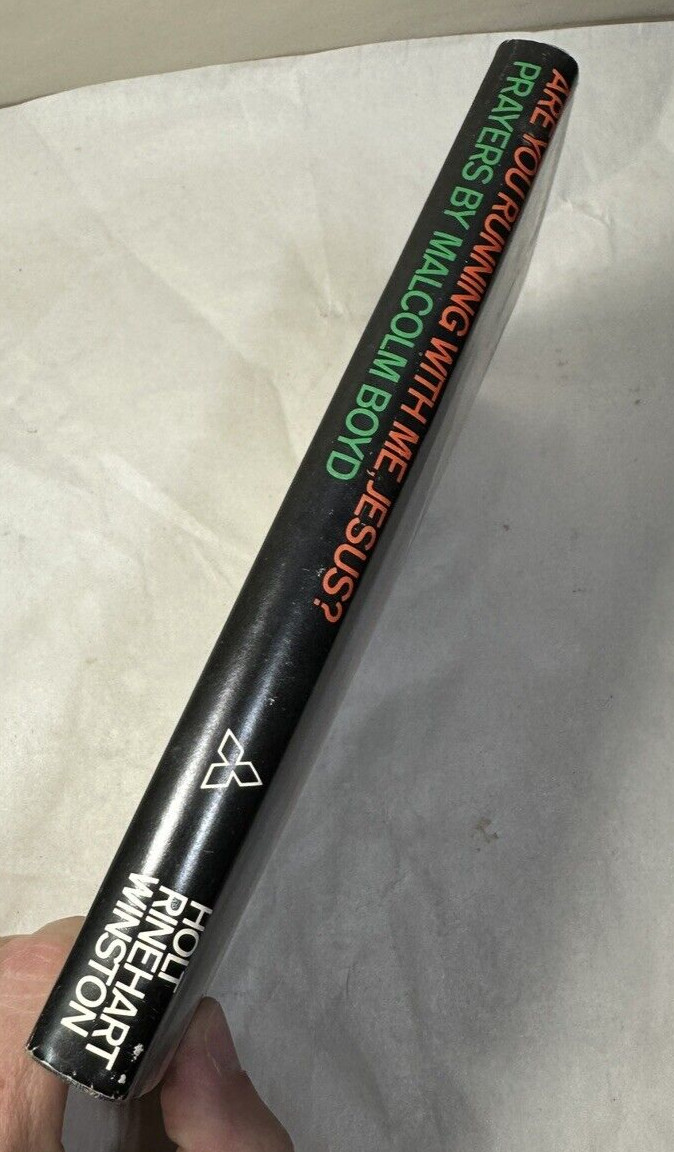 ARE YOU RUNNING WITH ME, JESUS?
PRAYERS BY MALCOLM BOYD
HOLT
RINEHART
WINSTON